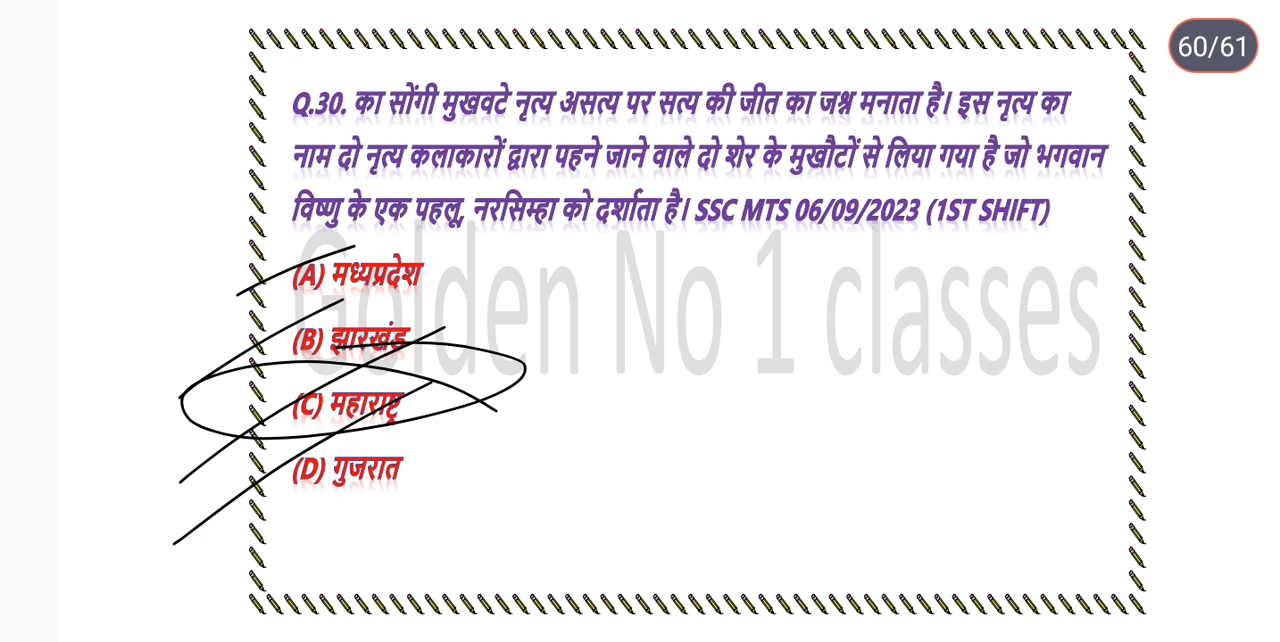 60/61
Q.30. का सोंगी मुखवटे नृत्य असत्य पर सत्य की जीत का जश्न मनाता है। इस नृत्य का
नाम दो नृत्य कलाकारों द्वारा पहने जाने वाले दो शेर के मुखौटों से लिया गया है जो भगवान
विष्णु के एक पहलू, नरसिम्हा को दर्शाता है। SSC MTS 06/09/2023 (1ST SHIFT)
Golden No 1 classes
(A) मध्यप्रदेश
(B) झारखंड
(C) महाराष्ट्र
(D) गुजरात